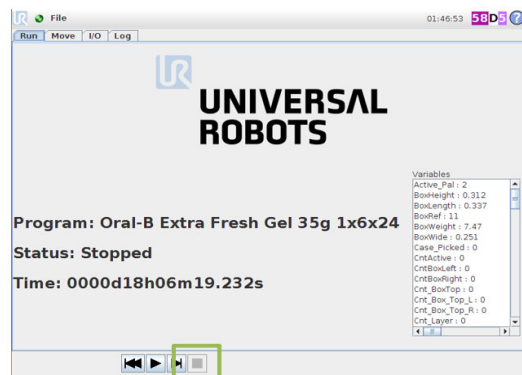 File
01:46:53 58D5 ?
Run Move I/O Log
UR
UNIVERSAL
ROBOTS
Variables
Active_Pal : 2
BoxHeight : 0.312
BoxLength : 0.337
BoxRef : 11
BoxWeight : 7.47
BoxWide : 0.251
Case_Picked : 0
CntActive : 0
CntBoxLeft : 0
CntBoxRight : 0
Cnt_BoxTop : 0
Cnt_Box_Top_L : 0
Cnt_Box_Top_R : 0
Cnt_Layer : 0
Program: Oral-B Extra Fresh Gel 35g 1x6x24
Status: Stopped
Time: 0000d18h06m19.232s